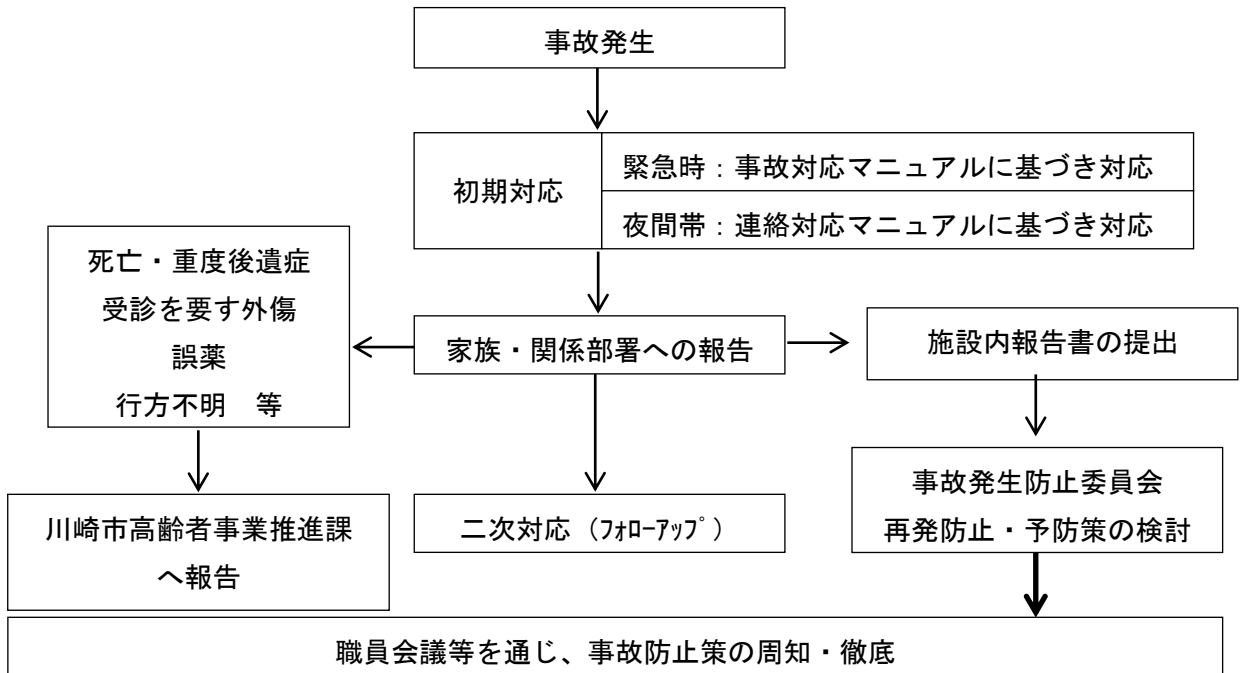 事故発生
初期対応
緊急時：事故対応マニュアルに基づき対応
夜間帯：連絡対応マニュアルに基づき対応
死亡・重度後遺症
受診を要す外傷
誤薬
行方不明　等
家族・関係部署への報告
施設内報告書の提出
川崎市高齢者事業推進課
へ報告
二次対応（ﾌｫﾛｰｱｯﾌﾟ）
事故発生防止委員会
再発防止・予防策の検討
職員会議等を通じ、事故防止策の周知・徹底